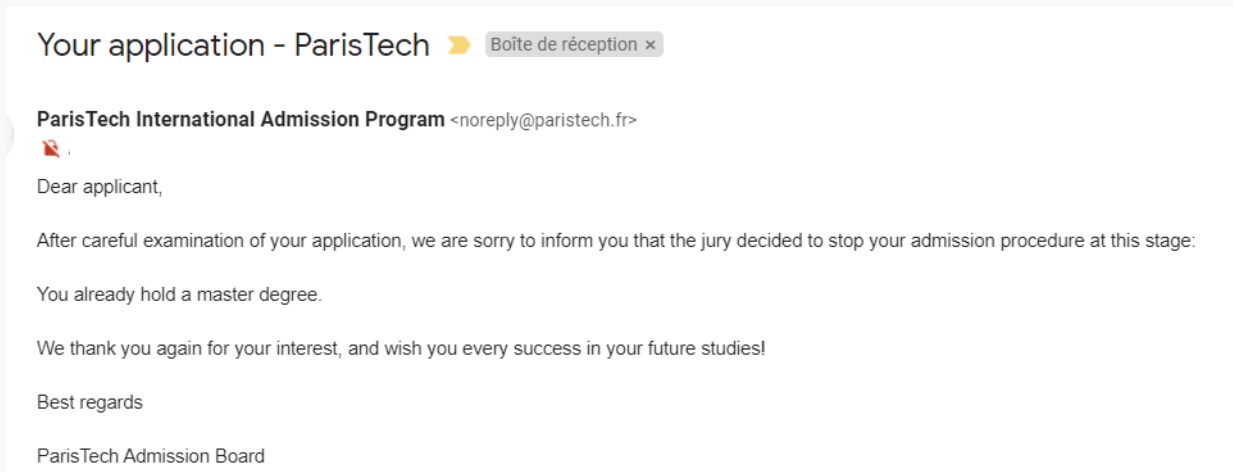 Your application - ParisTech Boîte de réception ×
ParisTech International Admission Program <noreply@paristech.fr>
Dear applicant,
After careful examination of your application, we are sorry to inform you that the jury decided to stop your admission procedure at this stage:
You already hold a master degree.
We thank you again for your interest, and wish you every success in your future studies!
Best regards
ParisTech Admission Board